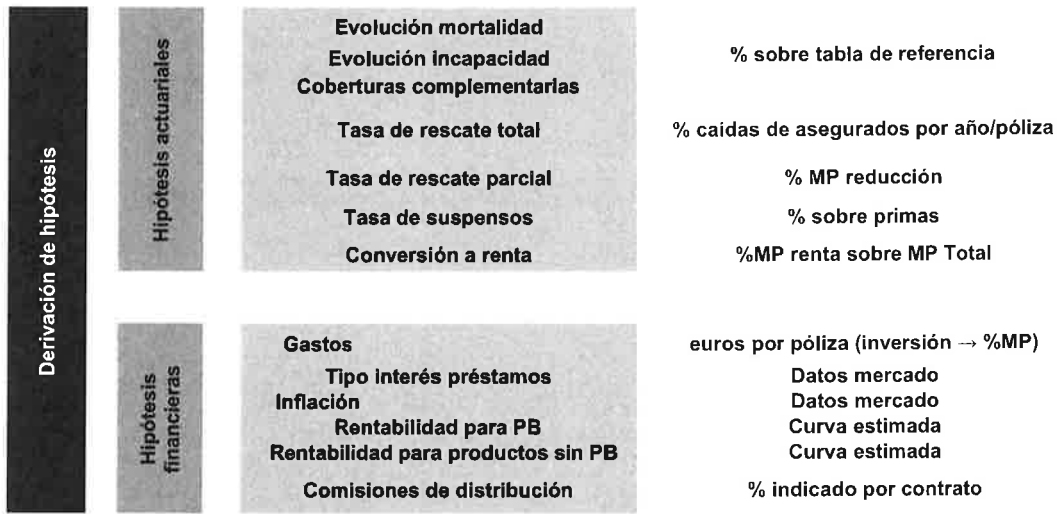 Derivación de hipótesis
Hipótesis actuariales
Evolución mortalidad
Evolución incapacidad
Coberturas complementarias
% sobre tabla de referencia
Tasa de rescate total
% caidas de asegurados por año/póliza
Tasa de rescate parcial
% MP reducción
Tasa de suspensos
% sobre primas
Conversión a renta
%MP renta sobre MP Total
Hipótesis
financieras
Gastos
euros por póliza (inversión → %MP)
Tipo interés préstamos
Datos mercado
Inflación
Datos mercado
Rentabilidad para PB
Curva estimada
Rentabilidad para productos sin PB
Curva estimada
Comisiones de distribución
% indicado por contrato